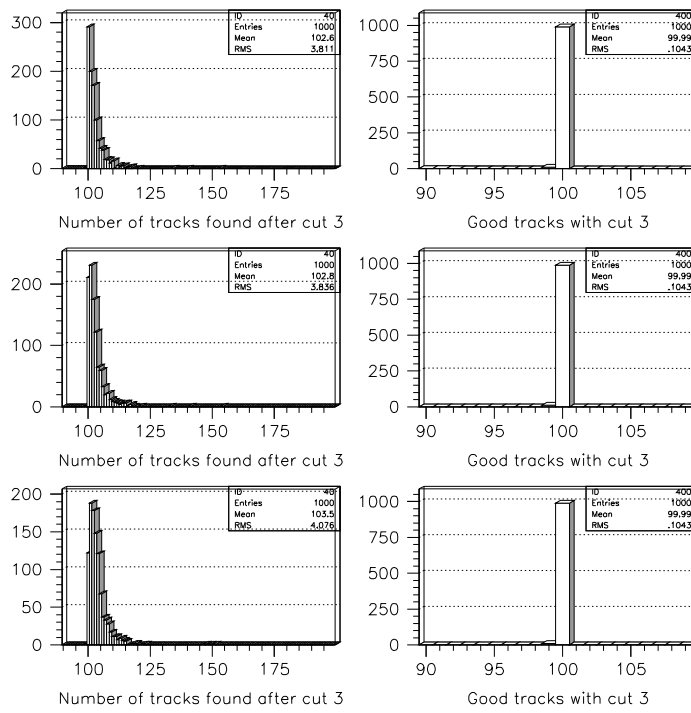 ID 40
Entries 1000
Mean 102.6
RMS 3.811
300
200
100
0
100 125 150 175
Number of tracks found after cut 3
ID 400
Entries 1000
Mean 99.99
RMS .1043
1000
750
500
250
0
90 95 100 105
Good tracks with cut 3
ID 40
Entries 1000
Mean 102.8
RMS 3.836
200
100
0
100 125 150 175
Number of tracks found after cut 3
ID 400
Entries 1000
Mean 99.99
RMS .1043
1000
750
500
250
0
90 95 100 105
Good tracks with cut 3
ID 40
Entries 1000
Mean 103.5
RMS 4.076
200
150
100
50
0
100 125 150 175
Number of tracks found after cut 3
ID 400
Entries 1000
Mean 99.99
RMS .1043
1000
750
500
250
0
90 95 100 105
Good tracks with cut 3